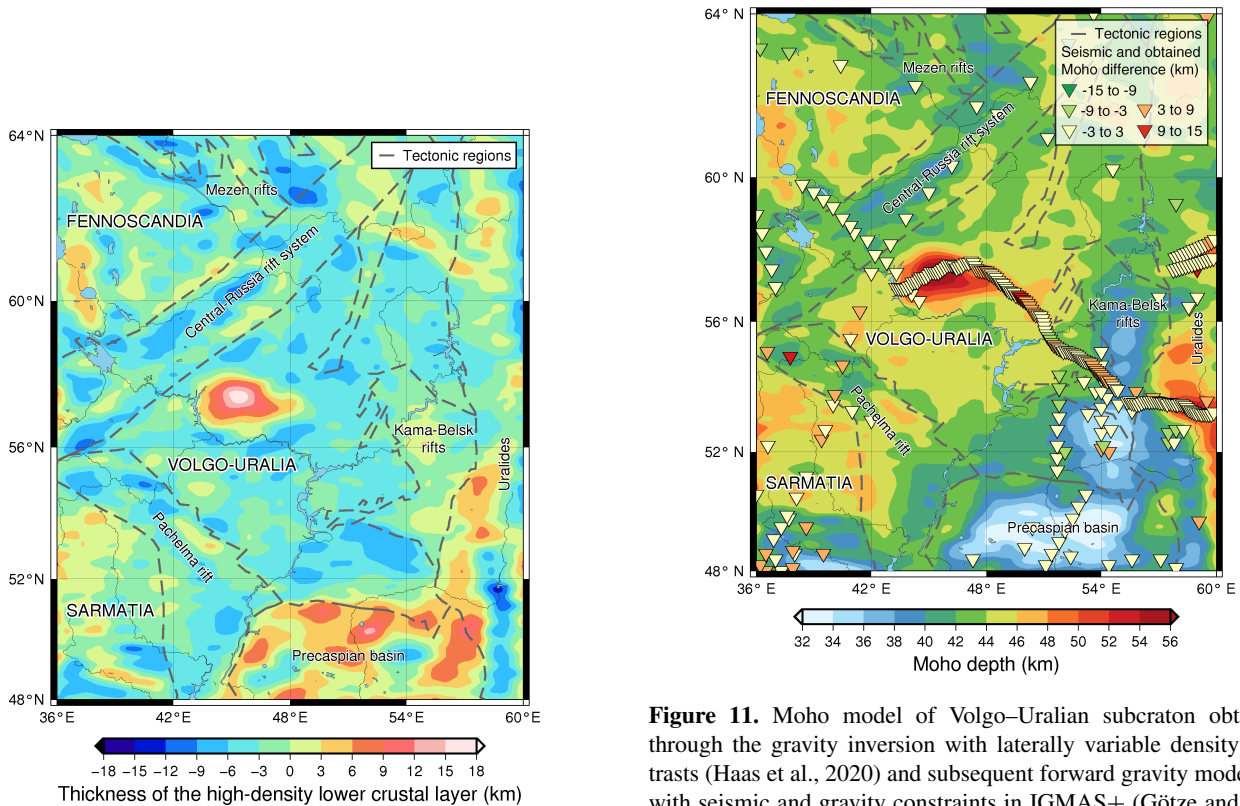 64° N
60° N
56° N
52° N
48° N
36° E
42° E
48° E
54° E
60° E
Tectonic regions
Mezen rifts
FENNOSCANDIA
Central-Russia rift system
Kama-Belsk
rifts
VOLGO-URALIA
Uralides
Pachelma rift
SARMATIA
Precaspian basin
−18 −15 −12 −9 −6 −3 0 3 6 9 12 15 18
Thickness of the high-density lower crustal layer (km)
64° N
60° N
56° N
52° N
48° N
36° E
42° E
48° E
54° E
60° E
Tectonic regions
Seismic and obtained
Moho difference (km)
-15 to -9
-9 to -3
3 to 9
-3 to 3
9 to 15
Mezen rifts
FENNOSCANDIA
Central-Russia rift system
Kama-Belsk
rifts
VOLGO-URALIA
Uralides
Pachelma rift
SARMATIA
Precaspian basin
32 34 36 38 40 42 44 46 48 50 52 54 56
Moho depth (km)
Figure 11. Moho model of Volgo–Uralian subcraton obt
through the gravity inversion with laterally variable density
trasts (Haas et al., 2020) and subsequent forward gravity mode
with seismic and gravity constraints in IGMAS+ (Götze and